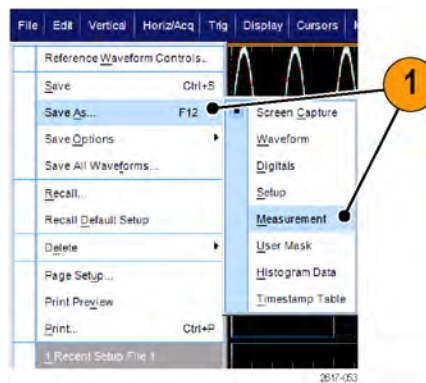 File Edit Vertical Horiz/Acq Trig Display Cursors
Reference Waveform Controls...
Save Ctrl+S
Save As... F12
Save Options
Save All Waveforms...
Recall...
Recall Default Setup
Delete
Page Setup...
Print Preview
Print... Ctrl+P
1 Recent Setup File 1
Screen Capture
Waveform
Digitals
Setup
Measurement
User Mask
Histogram Data
Timestamp Table
1
2617-053